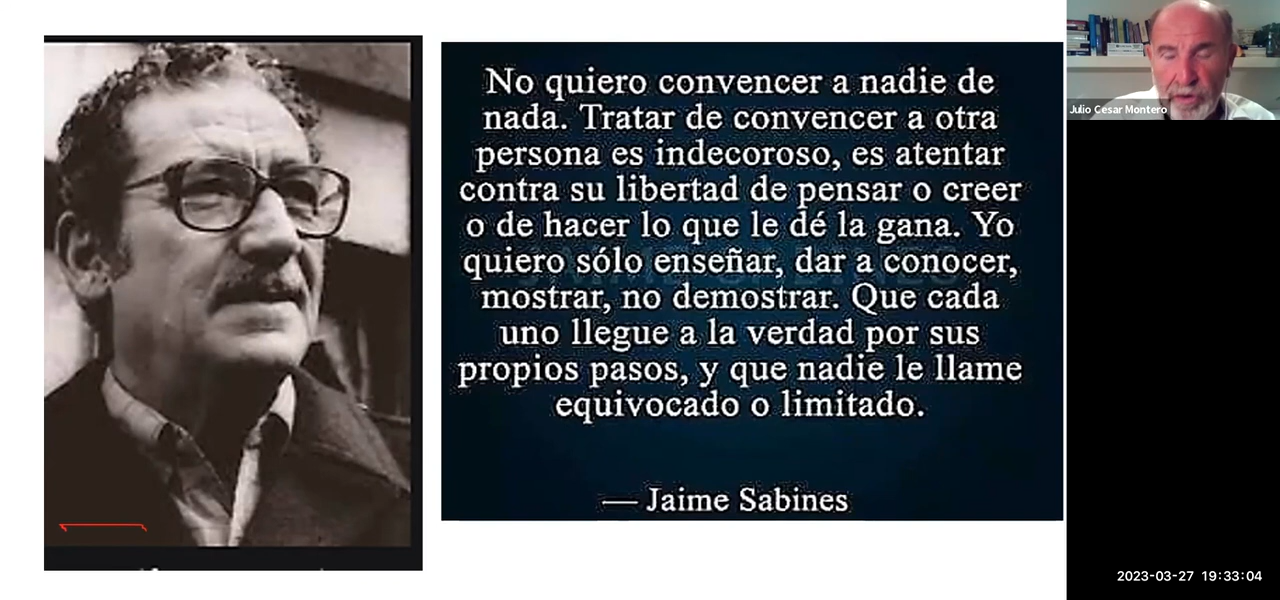 No quiero convencer a nadie de
nada. Tratar de convencer a otra
persona es indecoroso, es atentar
contra su libertad de pensar o creer
o de hacer lo que le dé la gana. Yo
quiero sólo enseñar, dar a conocer,
mostrar, no demostrar. Que cada
uno llegue a la verdad por sus
propios pasos, y que nadie le llame
equivocado o limitado.
— Jaime Sabines
Julio Cesar Montero
2023-03-27 19:33:04